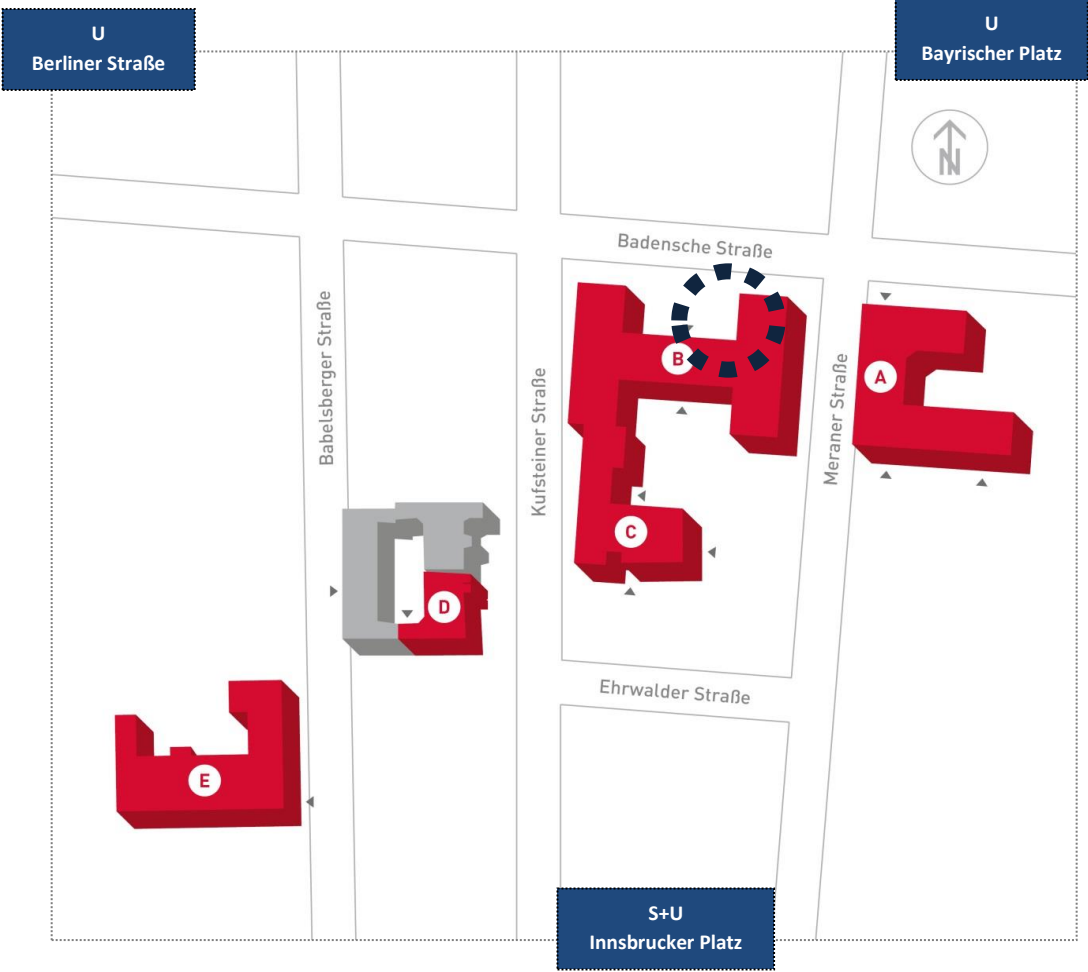 U
Berliner Straße
U
Bayrischer Platz
N
Badensche Straße
Babelsberger Straße
Kufsteiner Straße
Meraner Straße
B
A
C
D
Ehrwalder Straße
E
S+U
Innsbrucker Platz